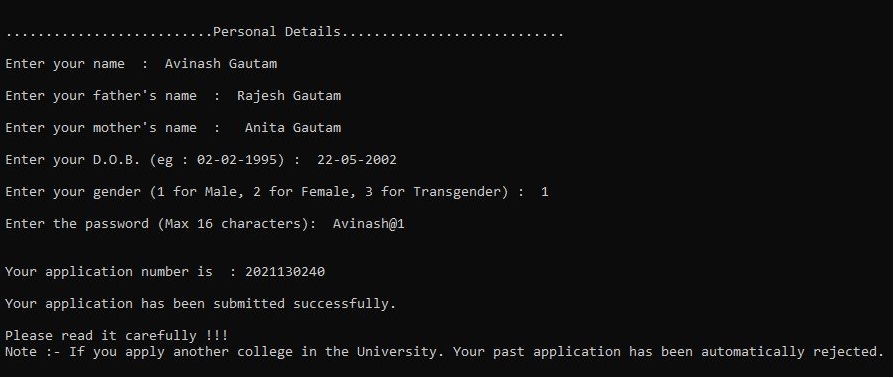 ..........................Personal Details............................
Enter your name  :  Avinash Gautam
Enter your father's name  :  Rajesh Gautam
Enter your mother's name  :   Anita Gautam
Enter your D.O.B. (eg : 02-02-1995) :  22-05-2002
Enter your gender (1 for Male, 2 for Female, 3 for Transgender) :  1
Enter the password (Max 16 characters):  Avinash@1
Your application number is  : 2021130240
Your application has been submitted successfully.
Please read it carefully !!!
Note :- If you apply another college in the University. Your past application has been automatically rejected.